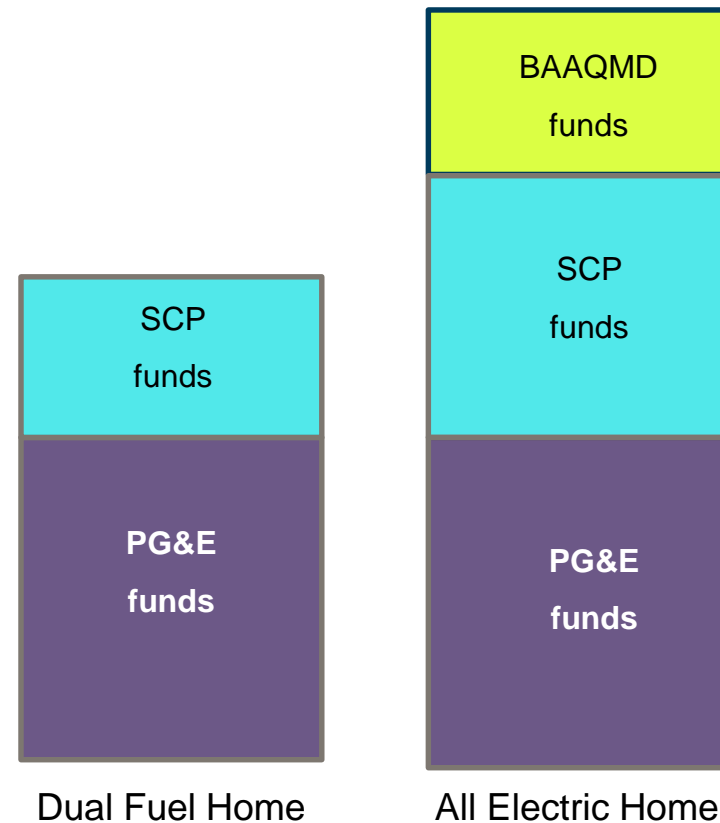 BAAQMD
funds
SCP
funds
SCP
funds
PG&E
funds
PG&E
funds
Dual Fuel Home
All Electric Home